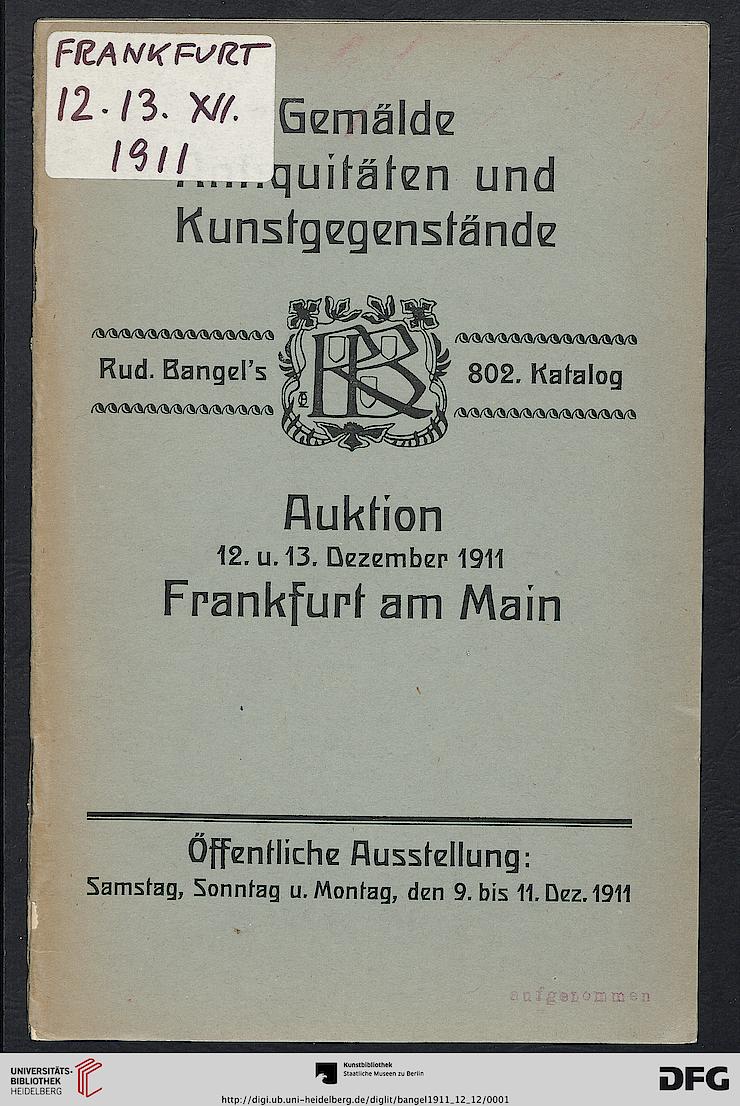 FRANKFURT
12. 13. XII.
1911
Gemälde
Antiquitäten und
Kunstgegenstände
Rud. Bangel's
802. Katalog
Auktion
12. u. 13. Dezember 1911
Frankfurt am Main
Öffentliche Ausstellung:
Samstag, Sonntag u. Montag, den 9. bis 11. Dez. 1911
aufgenommen
UNIVERSITÄTS-
BIBLIOTHEK
HEIDELBERG
Kunstbibliothek
Staatliche Museen zu Berlin
DFG
http://digi.ub.uni-heidelberg.de/diglit/bangel1911_12_12/0001